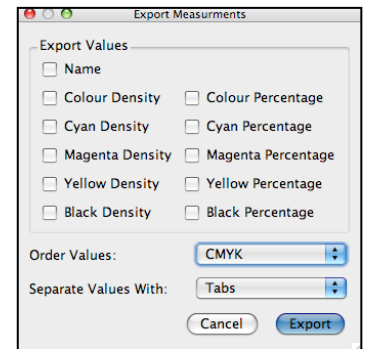 Export Measurments
Export Values
Name
Colour Density Colour Percentage
Cyan Density Cyan Percentage
Magenta Density Magenta Percentage
Yellow Density Yellow Percentage
Black Density Black Percentage
Order Values: CMYK
Separate Values With: Tabs
Cancel Export